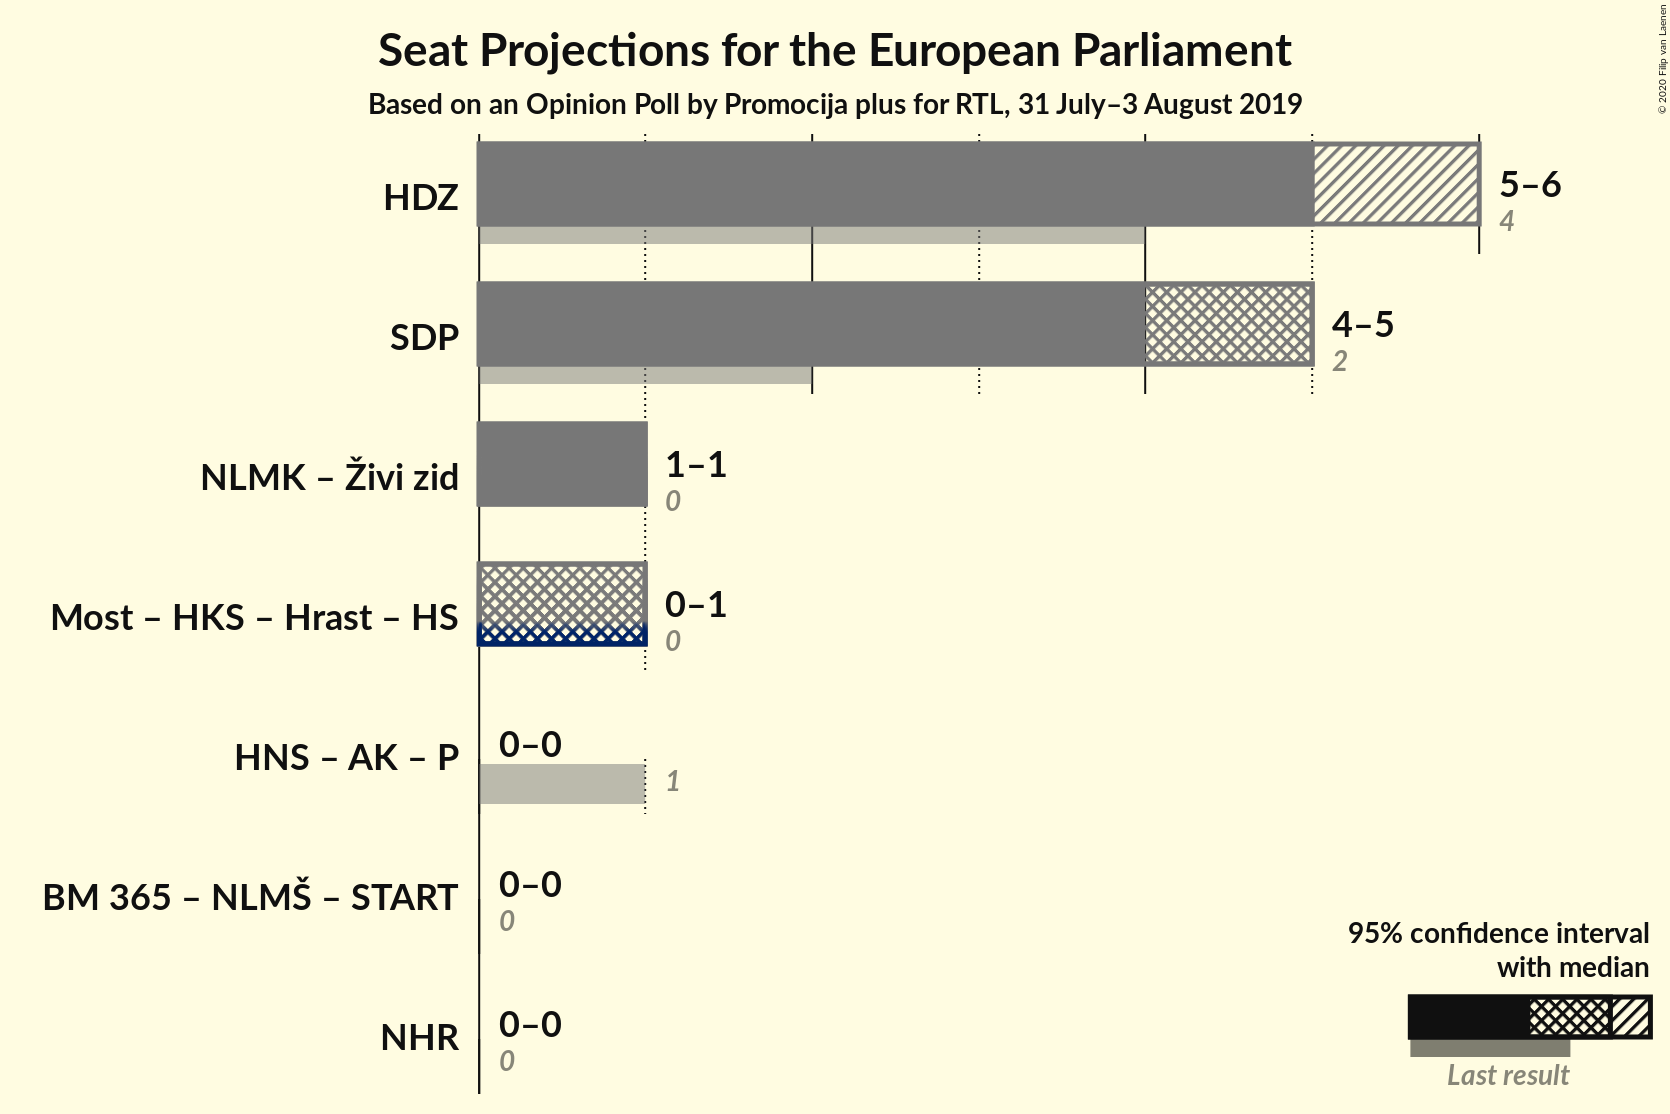 Seat Projections for the European Parliament
Based on an Opinion Poll by Promocija plus for RTL, 31 July–3 August 2019
© 2020 Filip van Laenen
HDZ
5–6
4
SDP
4–5
2
NLMK – Živi zid
1–1
0
Most – HKS – Hrast – HS
0–1
0
HNS – AK – P
0–0
1
BM 365 – NLMŠ – START
0–0
0
NHR
0–0
0
95% confidence interval
with median
Last result